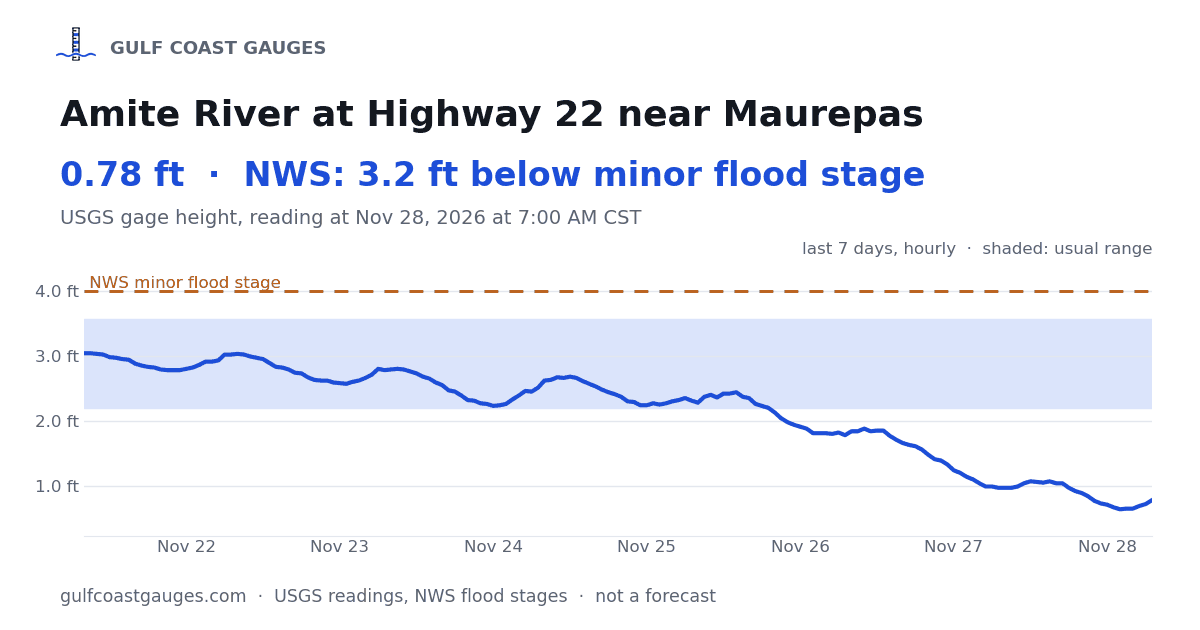 GULF COAST GAUGES
Amite River at Highway 22 near Maurepas
0.78 ft · NWS: 3.2 ft below minor flood stage
USGS gage height, reading at Nov 28, 2026 at 7:00 AM CST
last 7 days, hourly · shaded: usual range
NWS minor flood stage
4.0 ft
3.0 ft
2.0 ft
1.0 ft
Nov 22 Nov 23 Nov 24 Nov 25 Nov 26 Nov 27 Nov 28
gulfcoastgauges.com · USGS readings, NWS flood stages · not a forecast